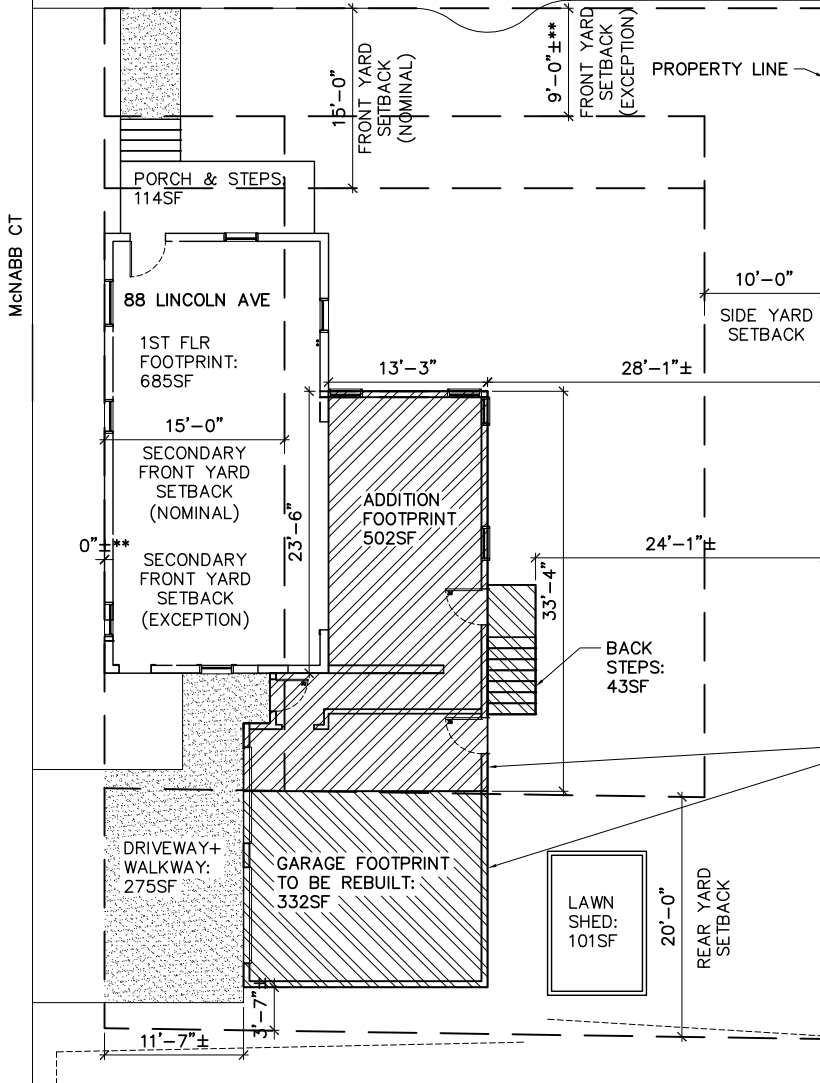 15'-0"
FRONT YARD
SETBACK
(NOMINAL)
9'-0"±**
FRONT YARD
SETBACK
(EXCEPTION)
PROPERTY LINE
PORCH & STEPS:
114SF
McNABB CT
88 LINCOLN AVE
1ST FLR
FOOTPRINT:
685SF
**
10'-0"
SIDE YARD
SETBACK
13'-3"
28'-1"±
15'-0"
SECONDARY
FRONT YARD
SETBACK
(NOMINAL)
0"±**
SECONDARY
FRONT YARD
SETBACK
(EXCEPTION)
23'-6"
ADDITION
FOOTPRINT
502SF
24'-1"±
33'-4"
BACK
STEPS:
43SF
DRIVEWAY+
WALKWAY:
275SF
GARAGE FOOTPRINT
TO BE REBUILT:
332SF
LAWN
SHED:
101SF
20'-0"
REAR YARD
SETBACK
3'-7"±
11'-7"±